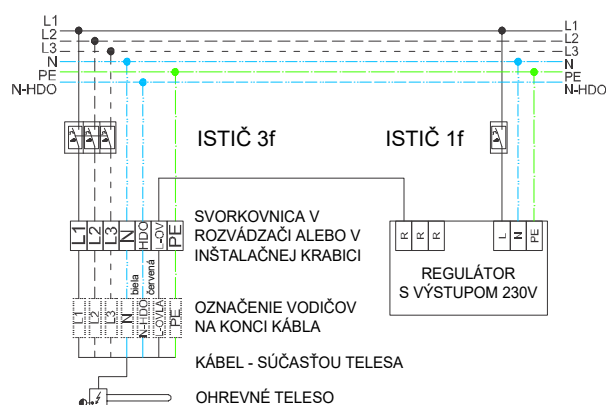 L1
L2
L3
N
PE
N-HDO
L1
L2
L3
N
PE
N-HDO
ISTIČ 3f
ISTIČ 1f
L1
L2
L3
N
HDO
L-OV
PE
SVORKOVNICA V
ROZVÁDZAČI ALEBO V
INŠTALAČNEJ KRABICI
R
R
R
L
N
PE
REGULÁTOR
S VÝSTUPOM 230V
biela
červená
L1
L2
L3
N
N-HDO
L-OVLA
PE
OZNAČENIE VODIČOV
NA KONCI KÁBLA
KÁBEL - SÚČASŤOU TELESA
OHREVNÉ TELESO